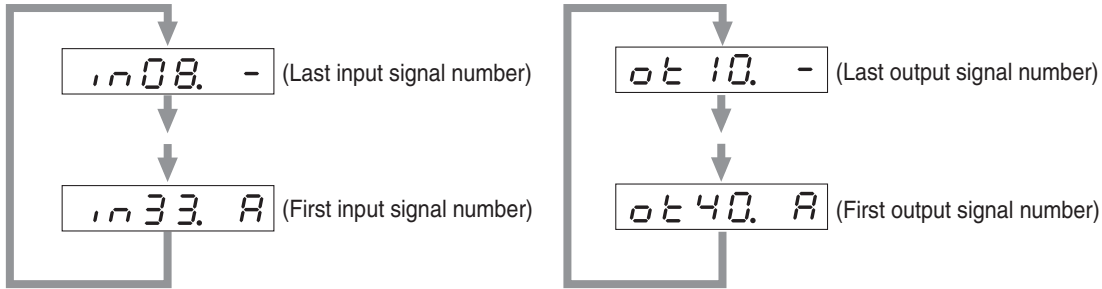 in08. - (Last input signal number)
in33. A (First input signal number)
ot10. - (Last output signal number)
ot40. A (First output signal number)